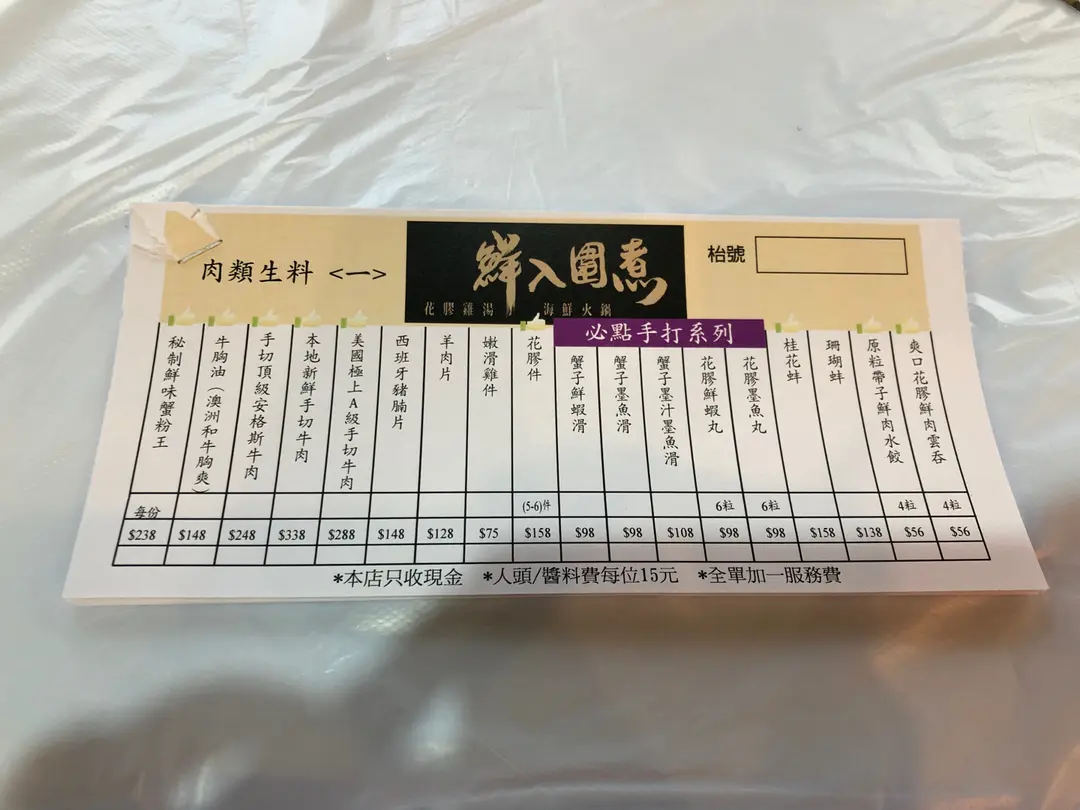 肉類生料 <一>
鮮入圍煮
花膠雞湯
海鮮火鍋
枱號
必點手打系列
秘制鮮味蟹粉王
牛胸油（澳洲和牛胸爽）
手切頂級安格斯牛肉
本地新鮮手切牛肉
美國極上A級手切牛肉
西班牙豬腩片
羊肉片
嫩滑雞件
花膠件
蟹子鮮蝦滑
蟹子墨魚滑
蟹子墨汁墨魚滑
花膠鮮蝦丸
花膠墨魚丸
桂花蚌
珊瑚蚌
原粒帶子鮮肉水餃
爽口花膠鮮肉雲吞
每份 (5-6)件 6粒 6粒 4粒 4粒
$238 $148 $248 $338 $288 $148 $128 $75 $158 $98 $98 $108 $98 $98 $158 $138 $56 $56
*本店只收現金 *人頭/醬料費每位15元 *全單加一服務費